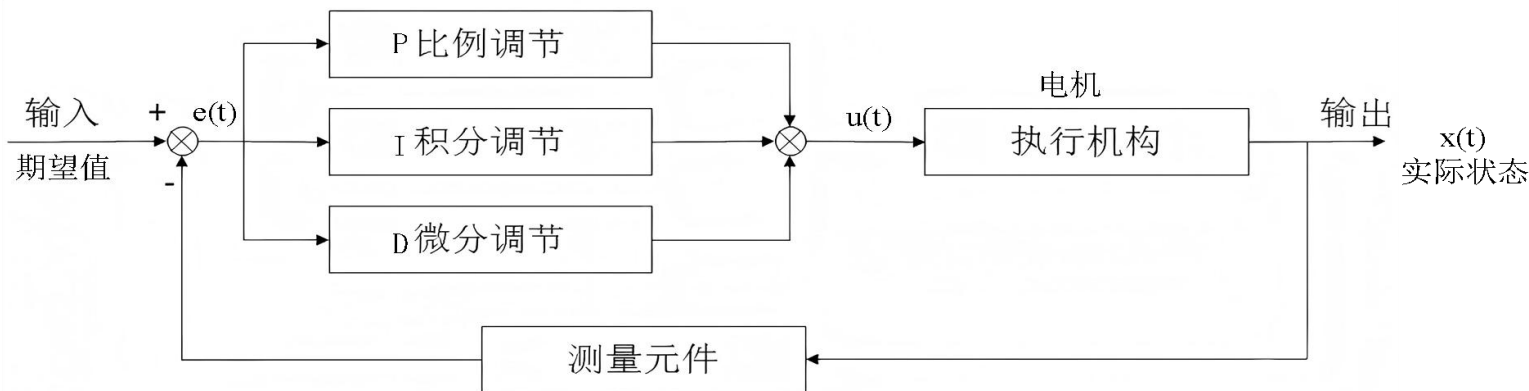 P比例调节
电机
输入
+
e(t)
I积分调节
u(t)
执行机构
输出
x(t)
期望值
-
实际状态
D微分调节
测量元件